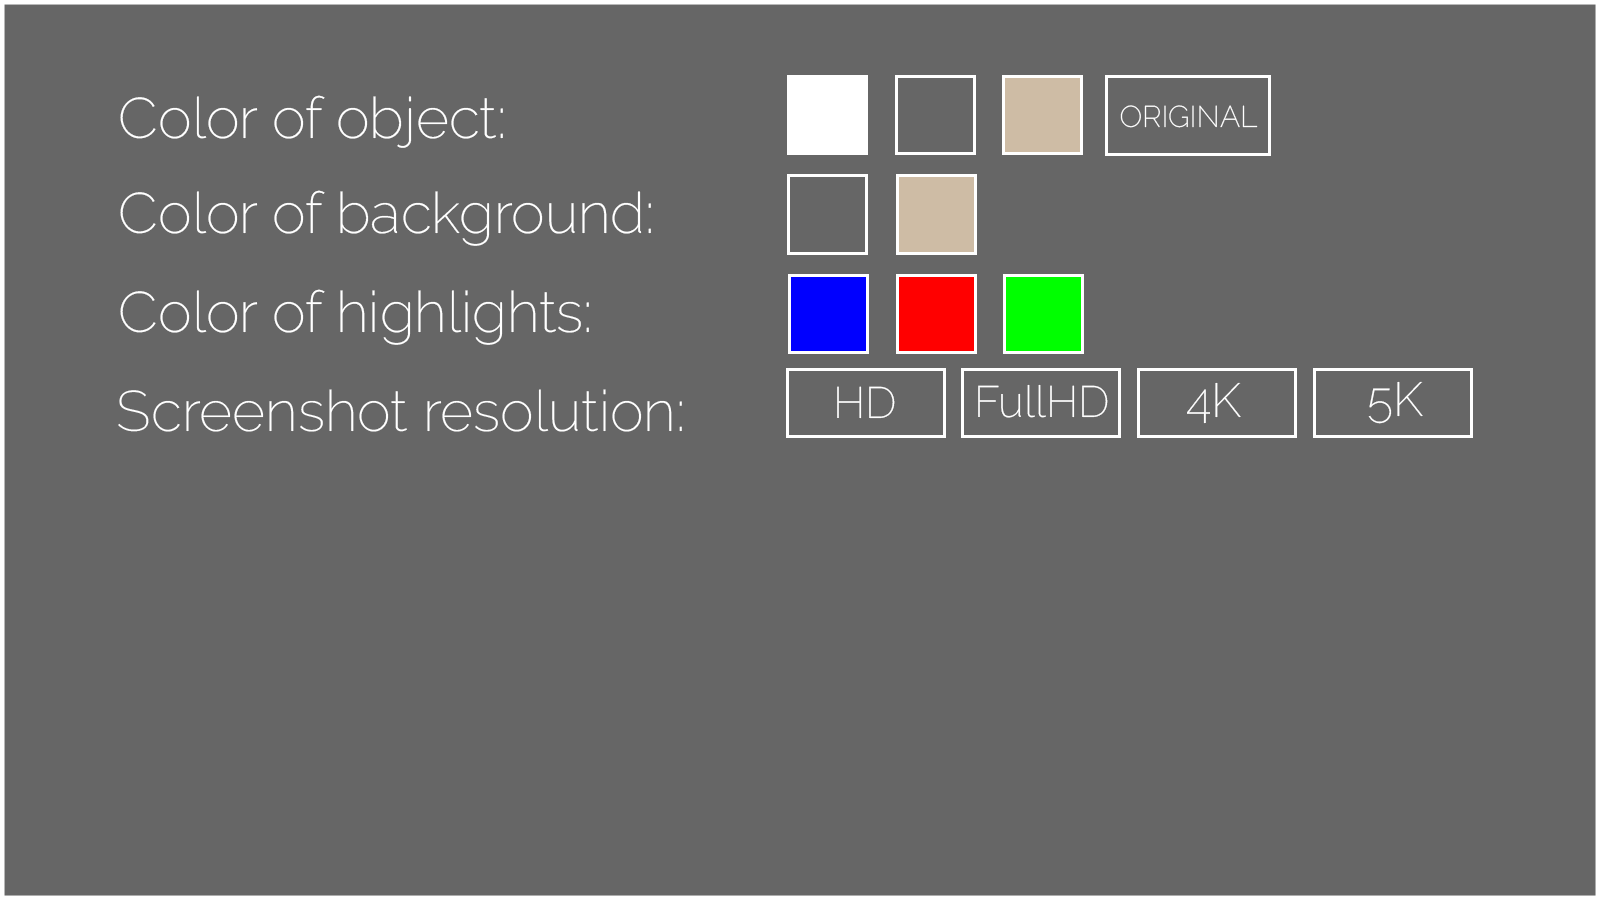 Color of object: ORIGINAL
Color of background:
Color of highlights:
Screenshot resolution: HD FullHD 4K 5K